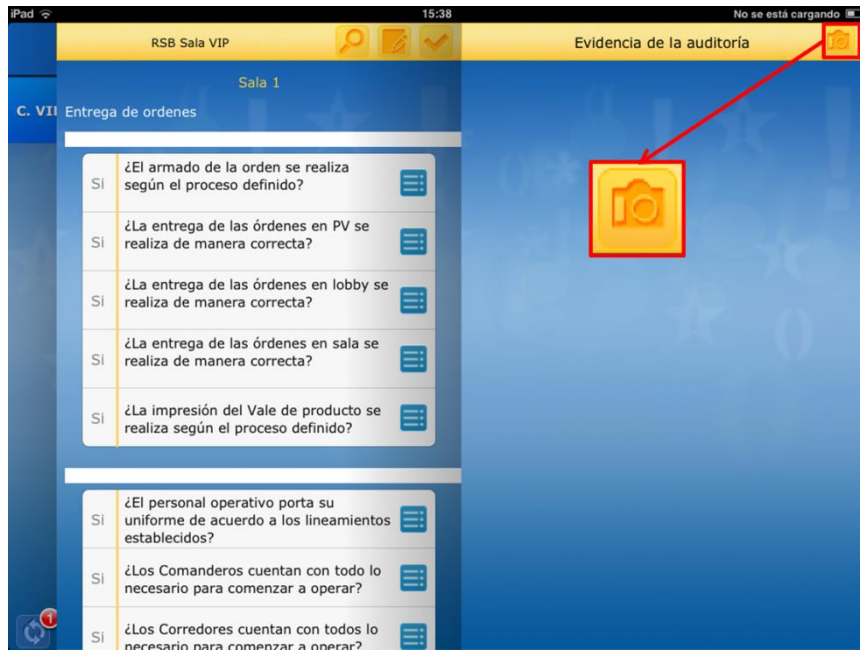 iPad 15:38 No se está cargando
RSB Sala VIP
Evidencia de la auditoría
Sala 1
C. VII
Entrega de ordenes
Si ¿El armado de la orden se realiza
según el proceso definido?
Si ¿La entrega de las órdenes en PV se
realiza de manera correcta?
Si ¿La entrega de las órdenes en lobby se
realiza de manera correcta?
Si ¿La entrega de las órdenes en sala se
realiza de manera correcta?
Si ¿La impresión del Vale de producto se
realiza según el proceso definido?
Si ¿El personal operativo porta su
uniforme de acuerdo a los lineamientos
establecidos?
Si ¿Los Comanderos cuentan con todo lo
necesario para comenzar a operar?
Si ¿Los Corredores cuentan con todos lo
necesario para comenzar a operar?
1